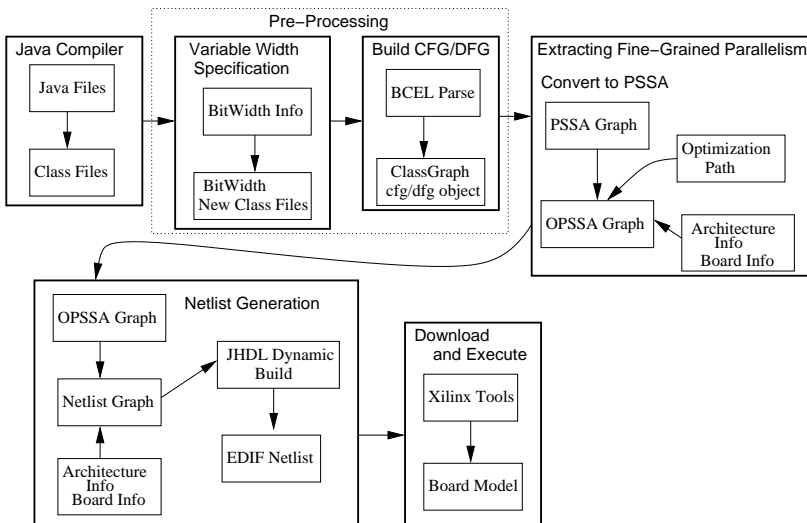 Pre-Processing
Java Compiler
Java Files
Class Files
Variable Width
Specification
BitWidth Info
BitWidth
New Class Files
Build CFG/DFG
BCEL Parse
ClassGraph
cfg/dfg object
Extracting Fine-Grained Parallelism
Convert to PSSA
PSSA Graph
Optimization
Path
OPSSA Graph
Architecture
Info
Board Info
Netlist Generation
OPSSA Graph
Netlist Graph
Architecture
Info
Board Info
JHDL Dynamic
Build
EDIF Netlist
Download
and Execute
Xilinx Tools
Board Model